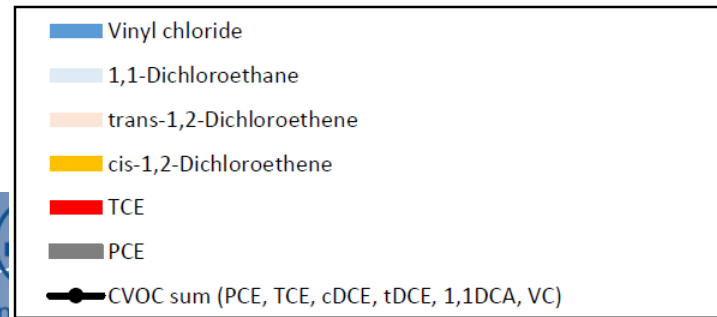 Vinyl chloride
1,1-Dichloroethane
trans-1,2-Dichloroethene
cis-1,2-Dichloroethene
TCE
PCE
CVOC sum (PCE, TCE, cDCE, tDCE, 1,1DCA, VC)